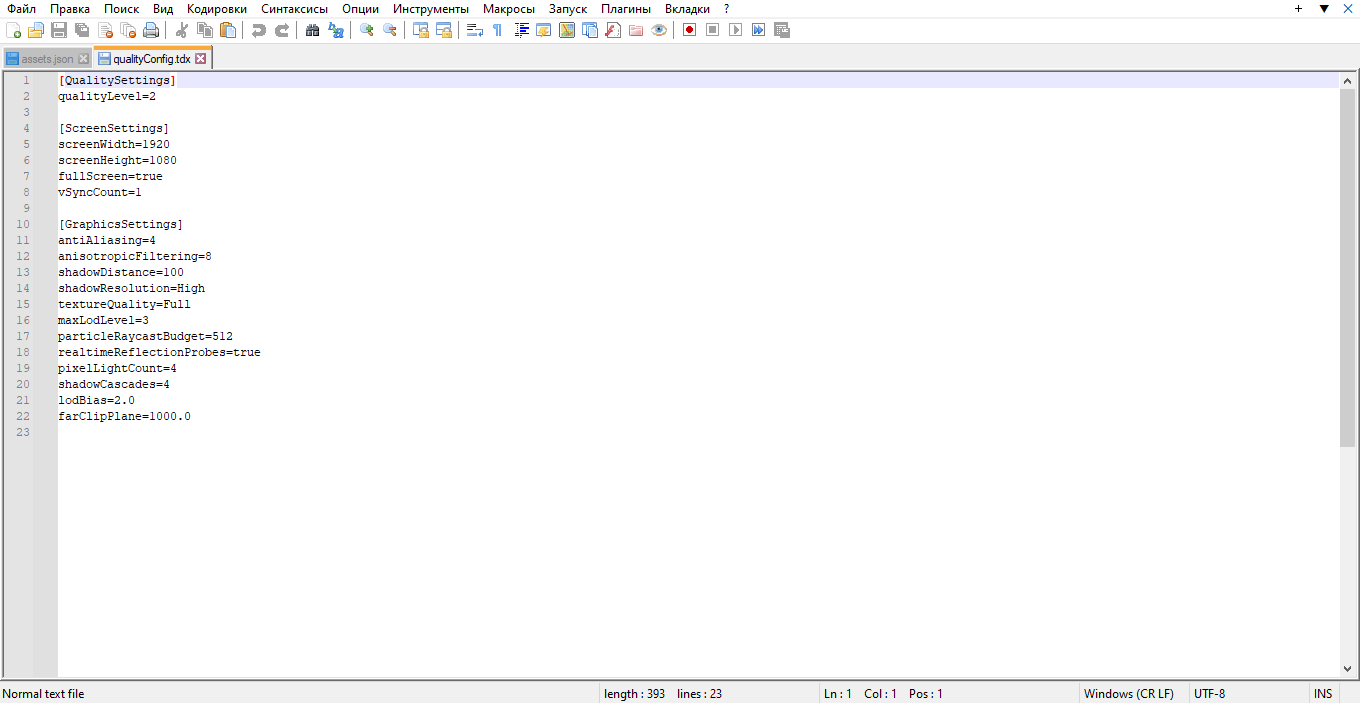 Файл Правка Поиск Вид Кодировки Синтаксисы Опции Инструменты Макросы Запуск Плагины Вкладки ?
assets.json qualityConfig.tdx
1 [QualitySettings]
2 qualityLevel=2
3
4 [ScreenSettings]
5 screenWidth=1920
6 screenHeight=1080
7 fullScreen=true
8 vSyncCount=1
9
10 [GraphicsSettings]
11 antiAliasing=4
12 anisotropicFiltering=8
13 shadowDistance=100
14 shadowResolution=High
15 textureQuality=Full
16 maxLodLevel=3
17 particleRaycastBudget=512
18 realtimeReflectionProbes=true
19 pixelLightCount=4
20 shadowCascades=4
21 lodBias=2.0
22 farClipPlane=1000.0
23
Normal text file length : 393 lines : 23 Ln : 1 Col : 1 Pos : 1 Windows (CR LF) UTF-8 INS